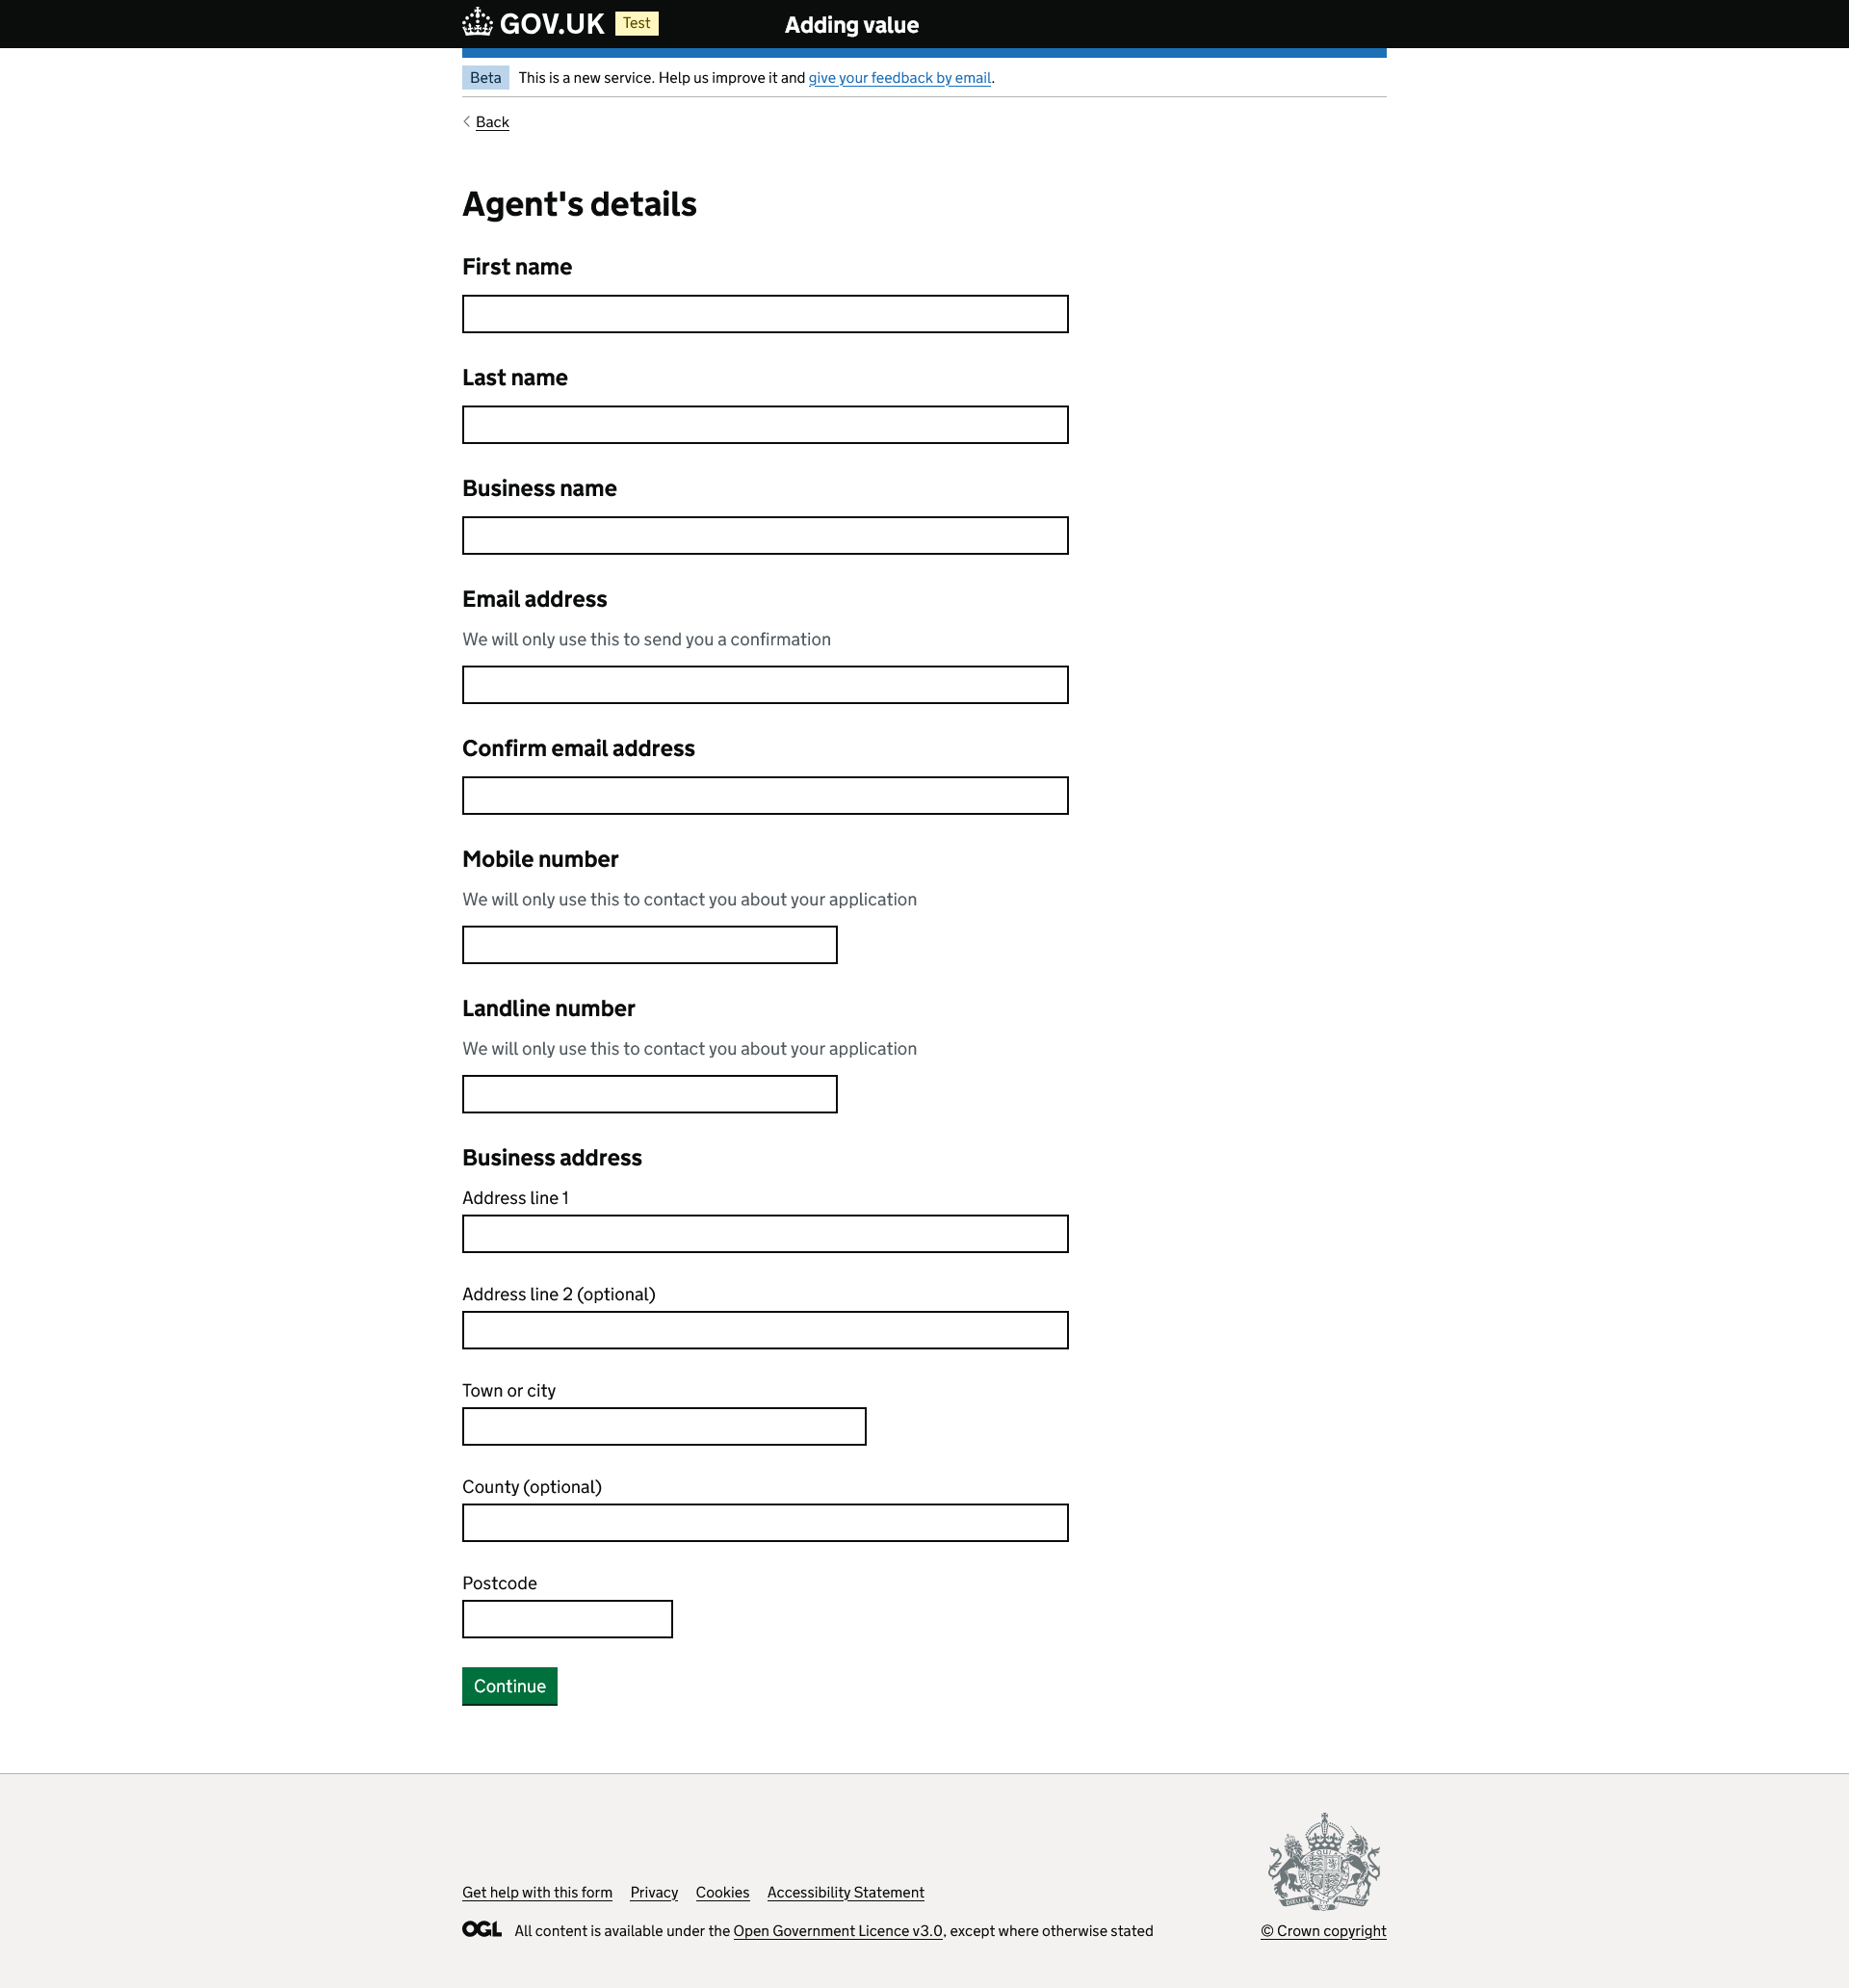 GOV.UK Test Adding value
Beta This is a new service. Help us improve it and give your feedback by email.
Back
Agent's details
First name
Last name
Business name
Email address
We will only use this to send you a confirmation
Confirm email address
Mobile number
We will only use this to contact you about your application
Landline number
We will only use this to contact you about your application
Business address
Address line 1
Address line 2 (optional)
Town or city
County (optional)
Postcode
Continue
Get help with this form Privacy Cookies Accessibility Statement
OGL All content is available under the Open Government Licence v3.0, except where otherwise stated
© Crown copyright